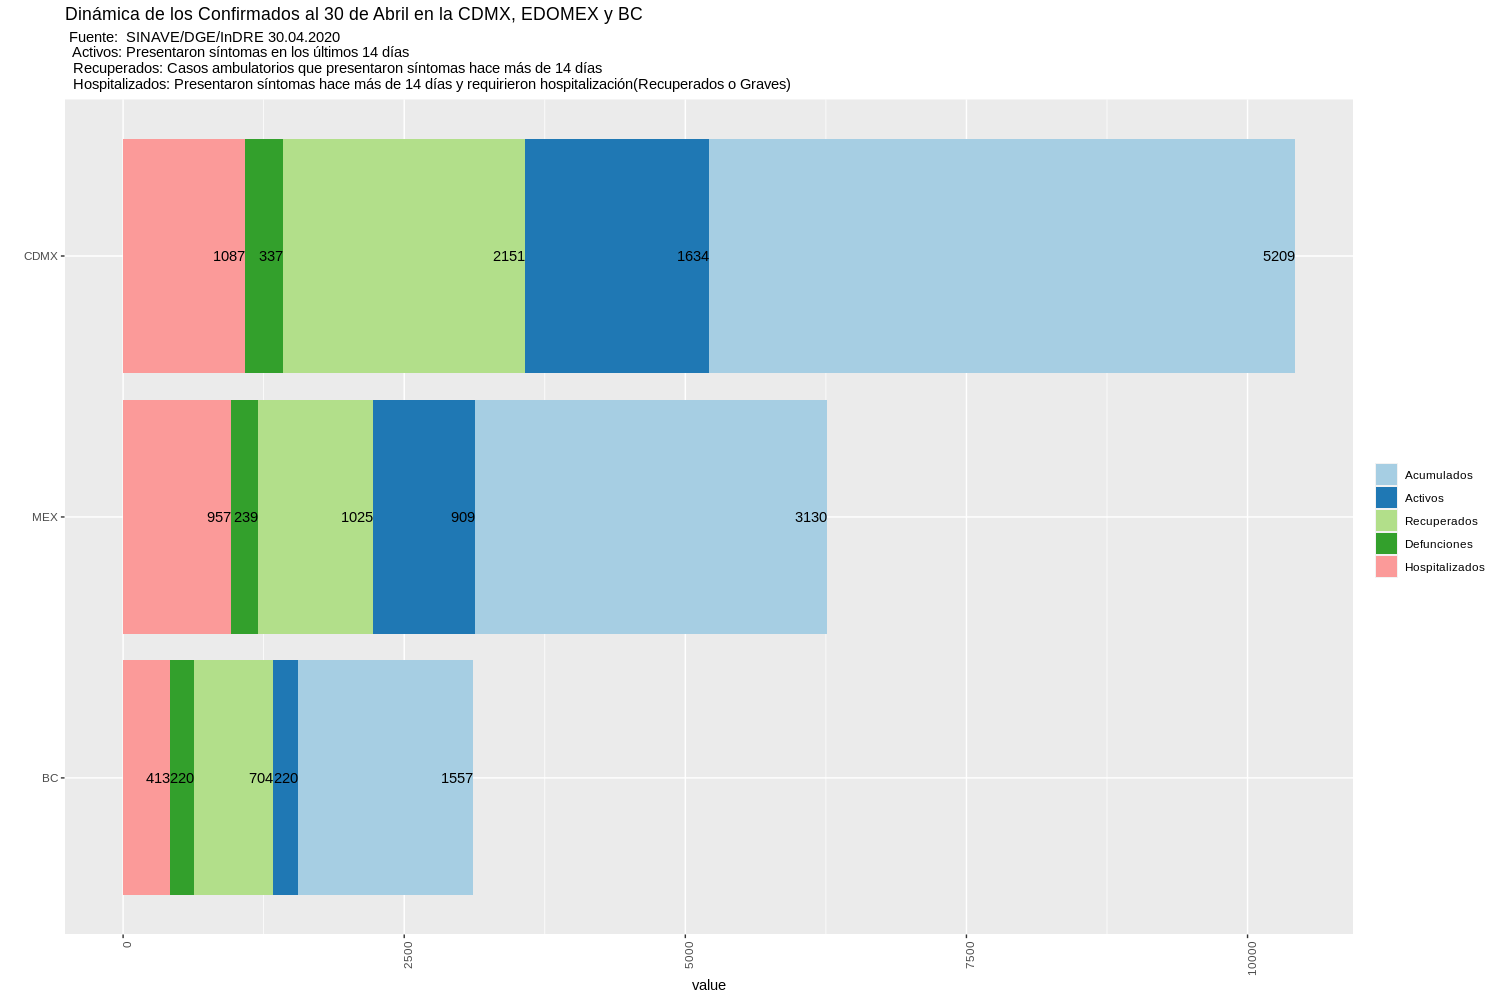 Dinámica de los Confirmados al 30 de Abril en la CDMX, EDOMEX y BC
Fuente: SINAVE/DGE/InDRE 30.04.2020
Activos: Presentaron síntomas en los últimos 14 días
Recuperados: Casos ambulatorios que presentaron síntomas hace más de 14 días
Hospitalizados: Presentaron síntomas hace más de 14 días y requirieron hospitalización(Recuperados o Graves)
CDMX 1087 337 2151 1634 5209
MEX 957 239 1025 909 3130
BC 413 220 704 220 1557
0 2500 5000 7500 10000
value
Acumulados
Activos
Recuperados
Defunciones
Hospitalizados